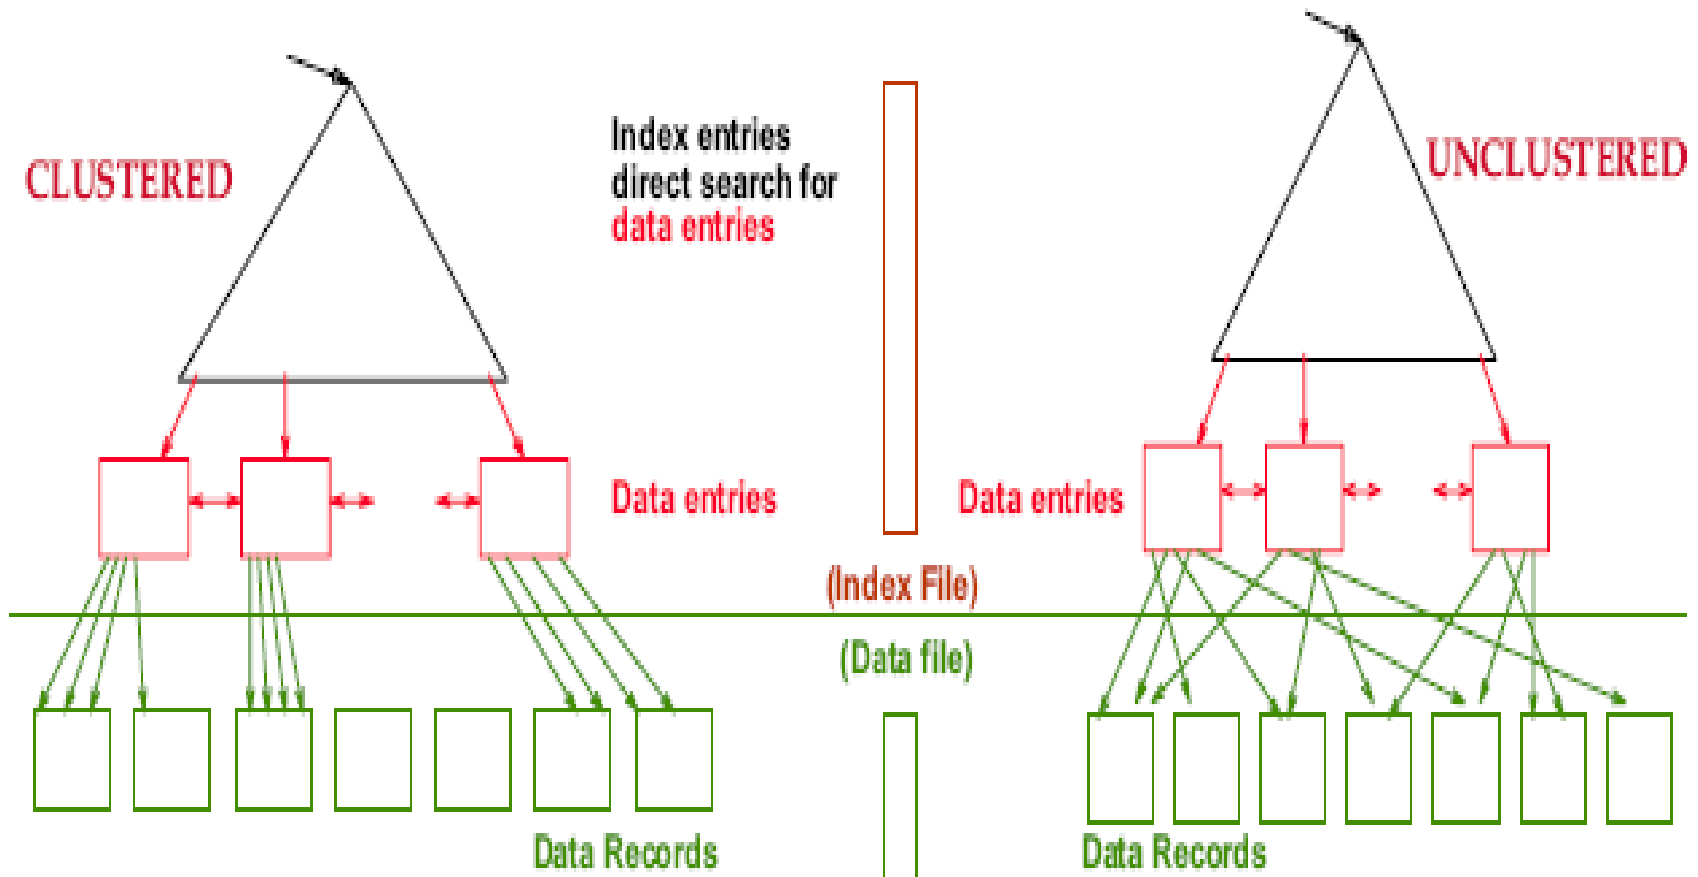 CLUSTERED
Index entries
direct search for
data entries
UNCLUSTERED
Data entries
Data entries
(Index File)
(Data file)
Data Records
Data Records